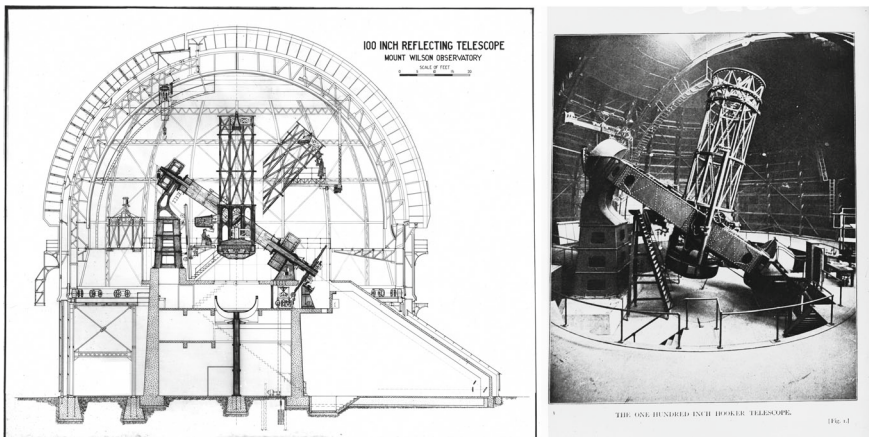 100 INCH REFLECTING TELESCOPE
MOUNT WILSON OBSERVATORY
SCALE OF FEET
THE ONE HUNDRED INCH HOOKER TELESCOPE.
[Fig. 1.]